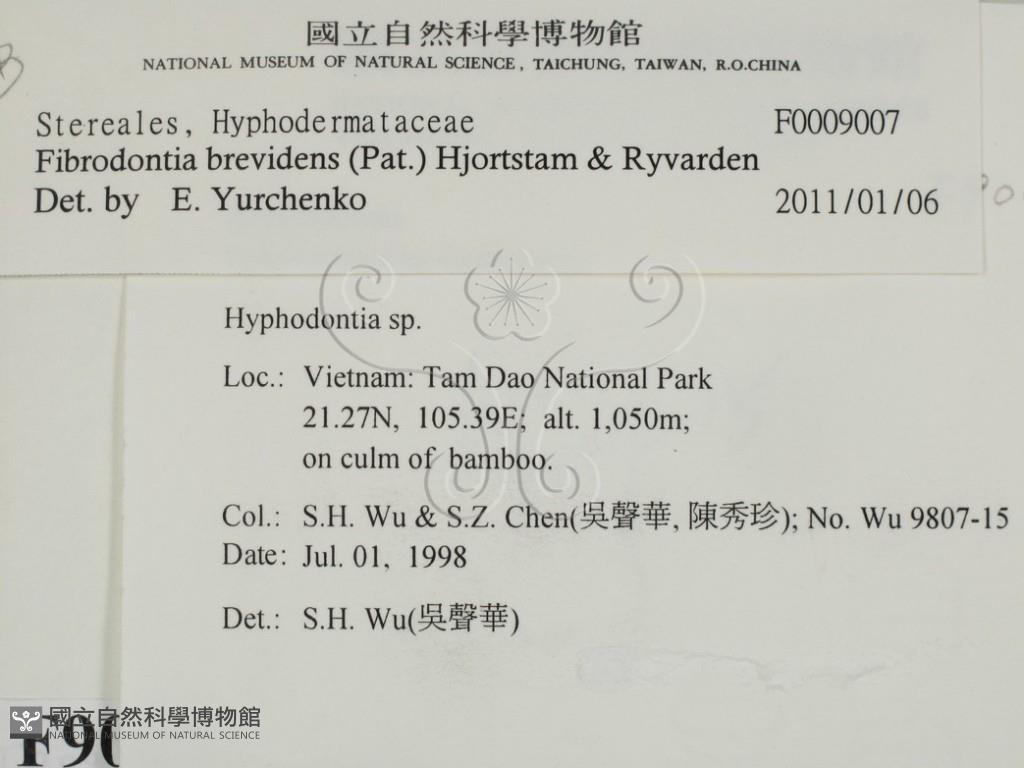 國立自然科學博物館
NATIONAL MUSEUM OF NATURAL SCIENCE, TAICHUNG, TAIWAN, R.O.CHINA
Stereales, Hyphodermataceae F0009007
Fibrodontia brevidens (Pat.) Hjortstam & Ryvarden
Det. by E. Yurchenko 2011/01/06
Hyphodontia sp.
Loc.: Vietnam: Tam Dao National Park
21.27N, 105.39E; alt. 1,050m;
on culm of bamboo.
Col.: S.H. Wu & S.Z. Chen(吳聲華, 陳秀珍); No. Wu 9807-15
Date: Jul. 01, 1998
Det.: S.H. Wu(吳聲華)
國立自然科學博物館
NATIONAL MUSEUM OF NATURAL SCIENCE